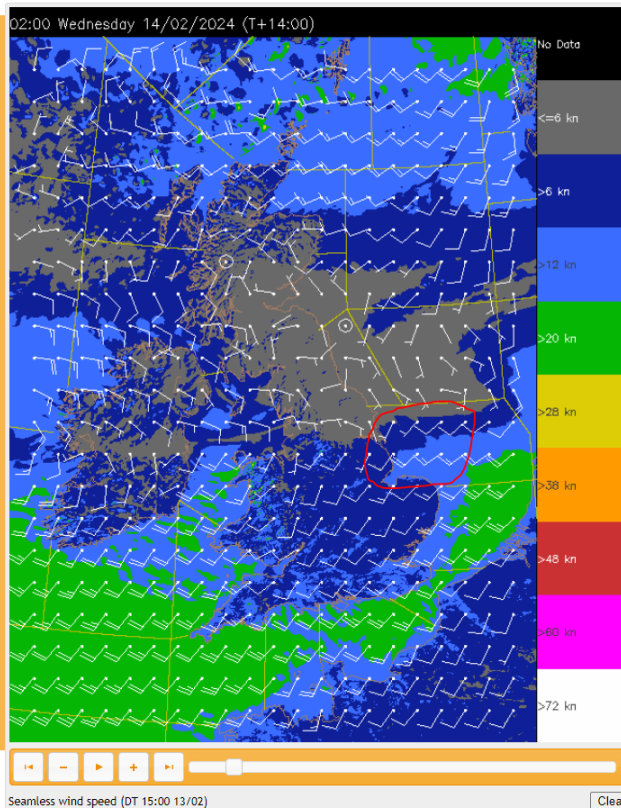 02:00 Wednesday 14/02/2024 (T+14:00)
No Data
<=6 kn
>6 kn
>12 kn
>20 kn
>28 kn
>38 kn
>48 kn
>60 kn
>72 kn
Seamless wind speed (DT 15:00 13/02)
Clea